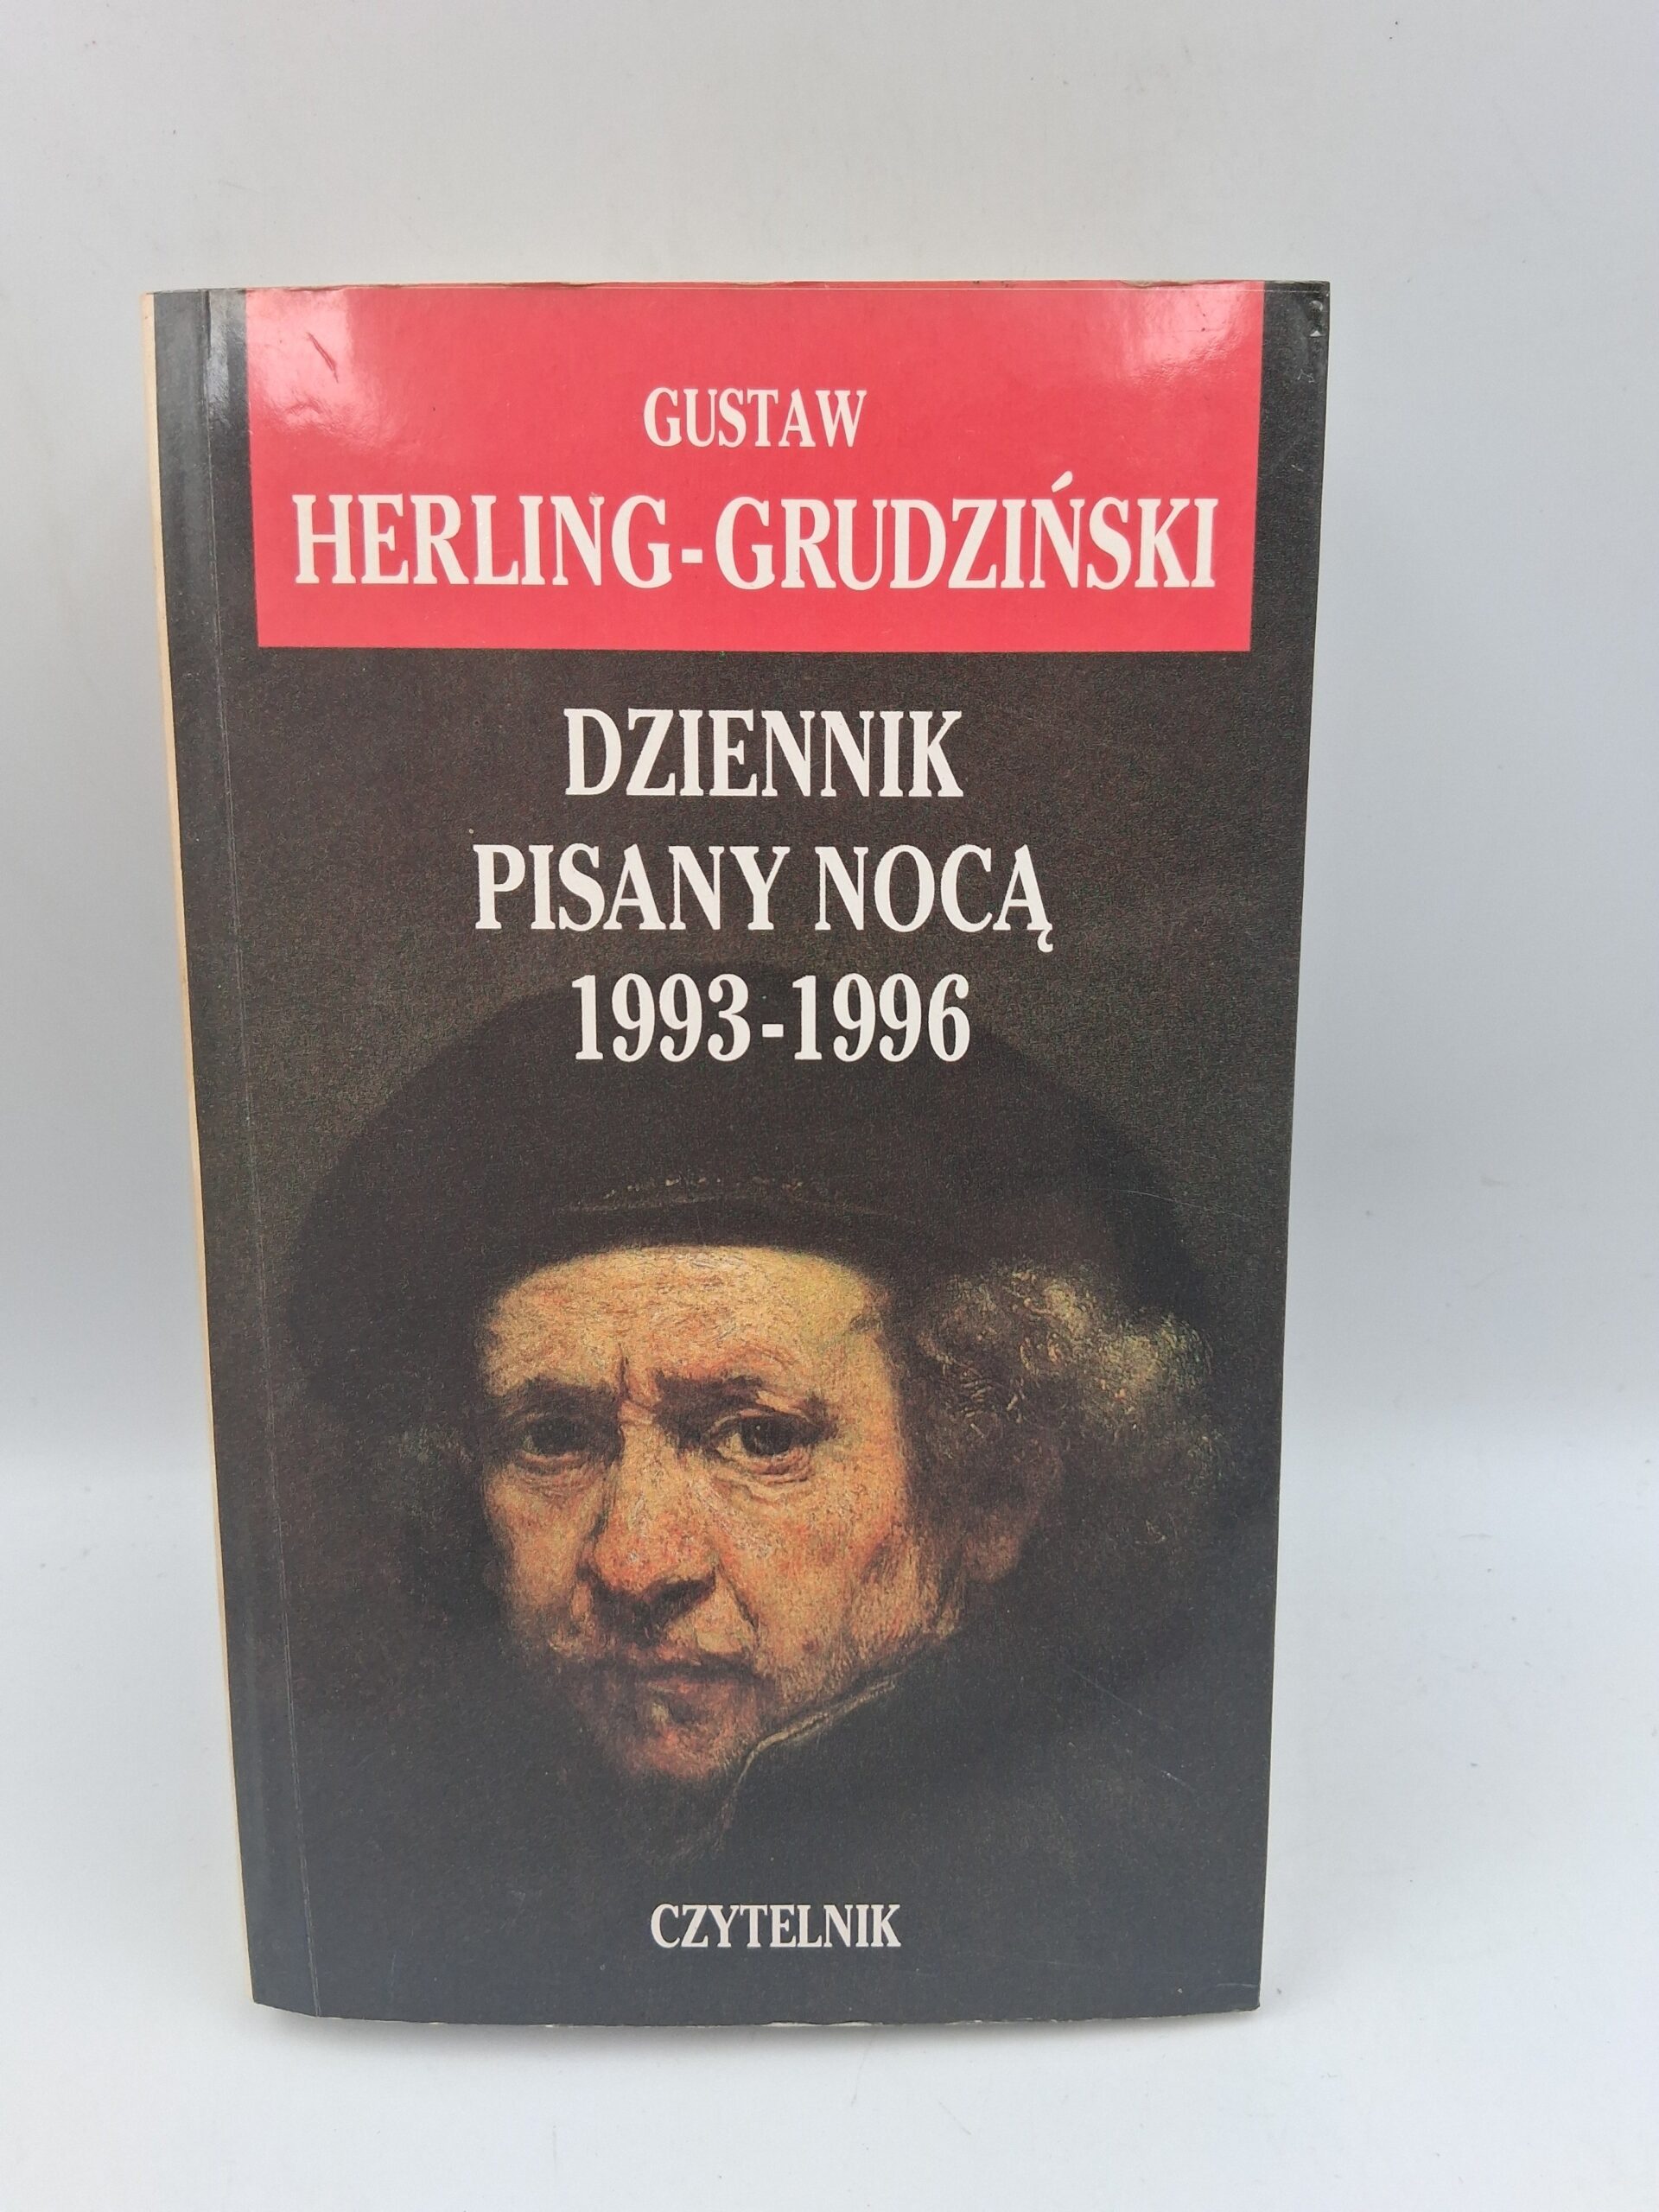 GUSTAW
HERLING-GRUDZIŃSKI
DZIENNIK
PISANY NOCĄ
1993-1996
CZYTELNIK